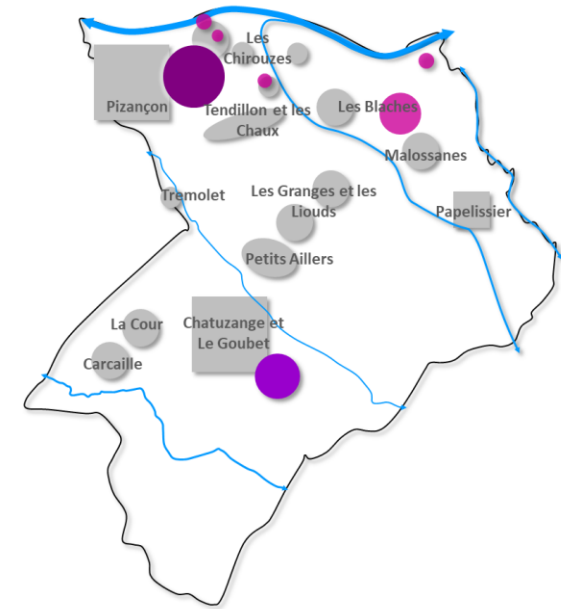 Les
Chirouzes
Pizançon
Tendillon et les
Chaux
Les Blaches
Malossanes
Tremolet
Les Granges et les
Liouds
Papelissier
Petits Aillers
La Cour
Chatuzange et
Le Goubet
Carcaille